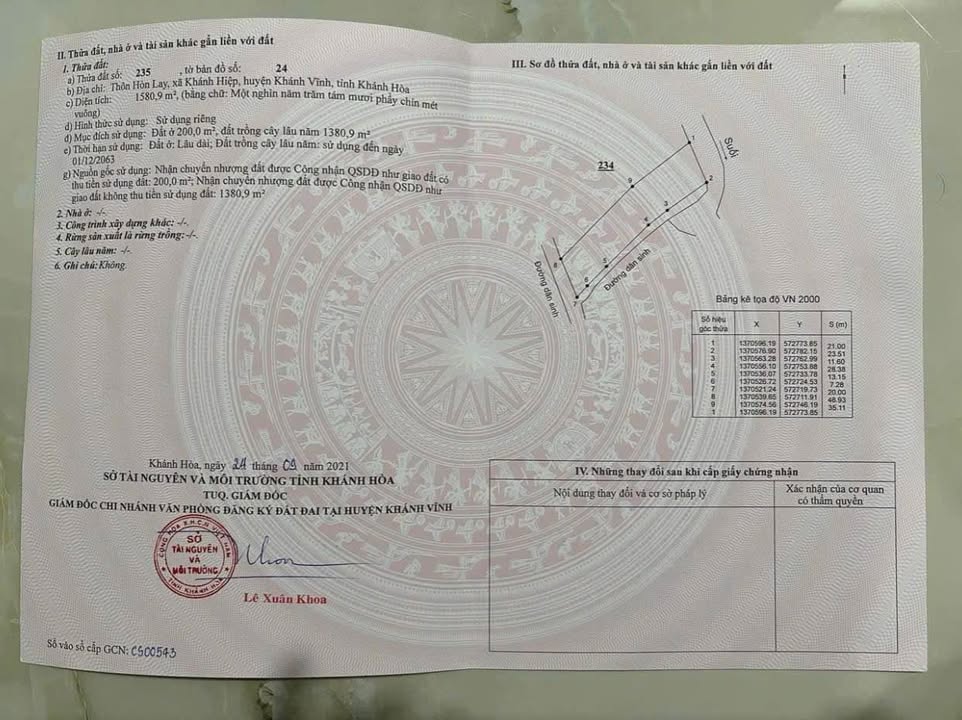 II. Thửa đất, nhà ở và tài sản khác gắn liền với đất
1. Thửa đất:
a) Thửa đất số: 235 , tờ bản đồ số: 24
b) Địa chỉ: Thôn Hòn Lay, xã Khánh Hiệp, huyện Khánh Vĩnh, tỉnh Khánh Hòa
c) Diện tích: 1580,9 m², (bằng chữ: Một nghìn năm trăm tám mươi phẩy chín mét
vuông)
d) Hình thức sử dụng: Sử dụng riêng
đ) Mục đích sử dụng: Đất ở 200,0 m², đất trồng cây lâu năm 1380,9 m²
e) Thời hạn sử dụng: Đất ở: Lâu dài; Đất trồng cây lâu năm: sử dụng đến ngày
01/12/2063
g) Nguồn gốc sử dụng: Nhận chuyển nhượng đất được Công nhận QSDĐ như giao đất có
thu tiền sử dụng đất: 200,0 m²; Nhận chuyển nhượng đất được Công nhận QSDĐ như
giao đất không thu tiền sử dụng đất: 1380,9 m²
2. Nhà ở: -/-.
3. Công trình xây dựng khác: -/-.
4. Rừng sản xuất là rừng trồng: -/-.
5. Cây lâu năm: -/-
6. Ghi chú: Không.
Khánh Hòa, ngày 24 tháng 09 năm 2021
SỞ TÀI NGUYÊN VÀ MÔI TRƯỜNG TỈNH KHÁNH HÒA
TUQ. GIÁM ĐỐC
GIÁM ĐỐC CHI NHÁNH VĂN PHÒNG ĐĂNG KÝ ĐẤT ĐAI TẠI HUYỆN KHÁNH VĨNH
CỘNG HÒA X.H.C.N VIỆT NAM
SỞ
TÀI NGUYÊN
VÀ
MÔI TRƯỜNG
TỈNH KHÁNH HÒA
Lê Xuân Khoa
Số vào sổ cấp GCN: CS00543
III. Sơ đồ thửa đất, nhà ở và tài sản khác gắn liền với đất
1
Suối
234
9
2
3
4
8
5
6
7
Đường dân sinh
Đường dân sinh
Bảng kê tọa độ VN 2000
Số hiệu góc thửa X Y S (m)
1 1370596.19 572773.85
21.00
2 1370576.90 572782.15
23.51
3 1370563.28 572762.99
11.60
4 1370556.10 572753.88
28.38
5 1370536.07 572733.78
13.15
6 1370526.72 572724.53
7.28
7 1370521.24 572719.73
20.00
8 1370539.65 572711.91
48.93
9 1370574.56 572746.19
35.11
1 1370596.19 572773.85
IV. Những thay đổi sau khi cấp giấy chứng nhận
Nội dung thay đổi và cơ sở pháp lý
Xác nhận của cơ quan
có thẩm quyền